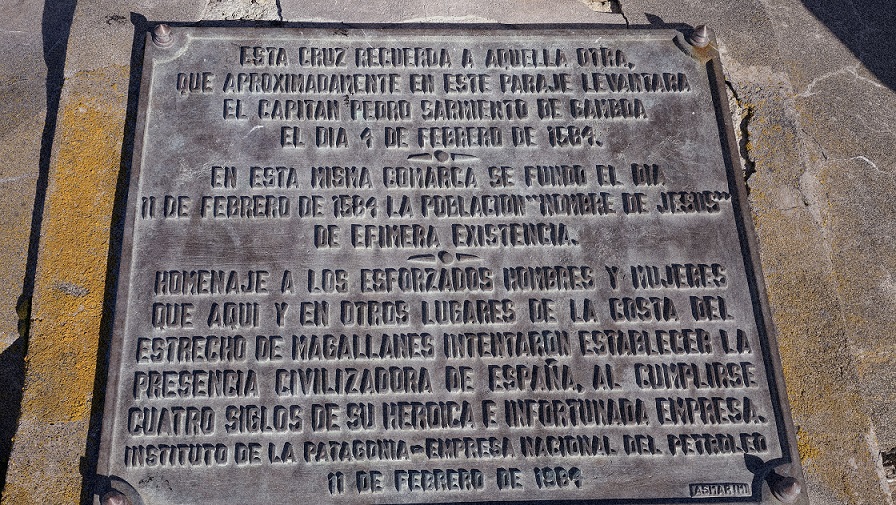 ESTA CRUZ RECUERDA A AQUELLA OTRA,
QUE APROXIMADAMENTE EN ESTE PARAJE LEVANTARA
EL CAPITAN PEDRO SARMIENTO DE GAMBOA
EL DIA 4 DE FEBRERO DE 1584.
EN ESTA MISMA COMARCA SE FUNDO EL DIA
11 DE FEBRERO DE 1584 LA POBLACION "NOMBRE DE JESUS"
DE EFIMERA EXISTENCIA.
HOMENAJE A LOS ESFORZADOS HOMBRES Y MUJERES
QUE AQUI Y EN OTROS LUGARES DE LA COSTA DEL
ESTRECHO DE MAGALLANES INTENTARON ESTABLECER LA
PRESENCIA CIVILIZADORA DE ESPAÑA, AL CUMPLIRSE
CUATRO SIGLOS DE SU HEROICA E INFORTUNADA EMPRESA.
INSTITUTO DE LA PATAGONIA-EMPRESA NACIONAL DEL PETROLEO
11 DE FEBRERO DE 1984